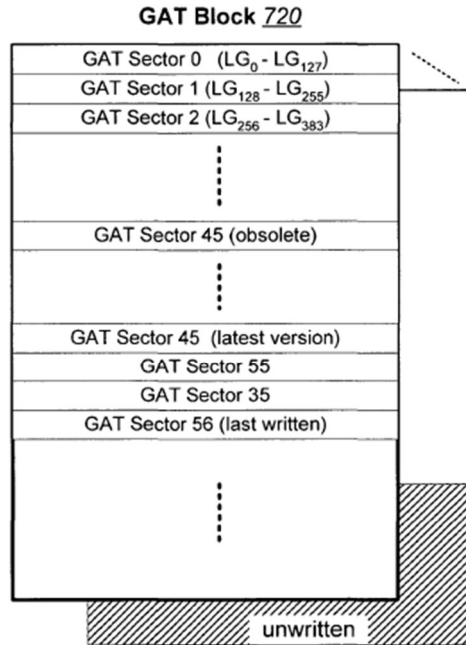 GAT Block 720
GAT Sector 0 (LG0 - LG127)
GAT Sector 1 (LG128 - LG255)
GAT Sector 2 (LG256 - LG383)
GAT Sector 45 (obsolete)
GAT Sector 45 (latest version)
GAT Sector 55
GAT Sector 35
GAT Sector 56 (last written)
unwritten